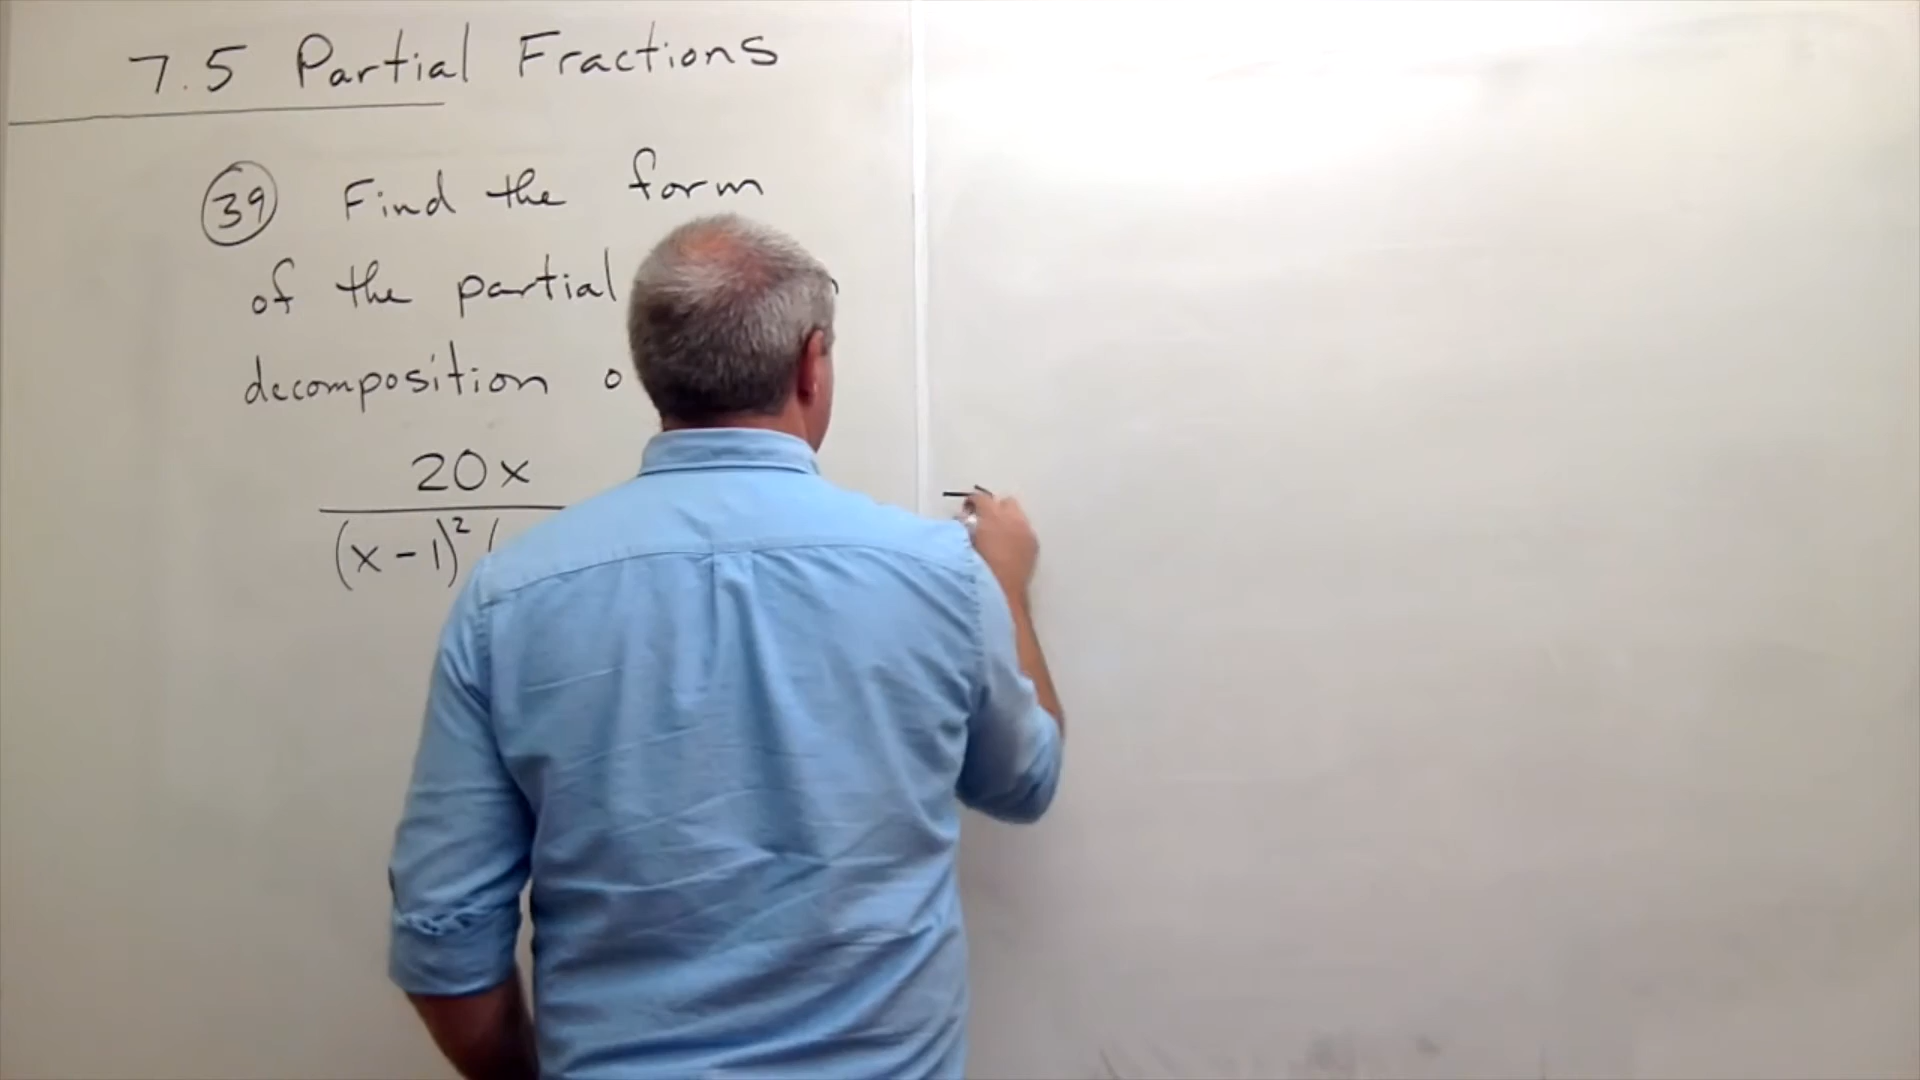 7.5 Partial Fractions
39 Find the form
of the partial
decomposition
20x
(x-1)² (